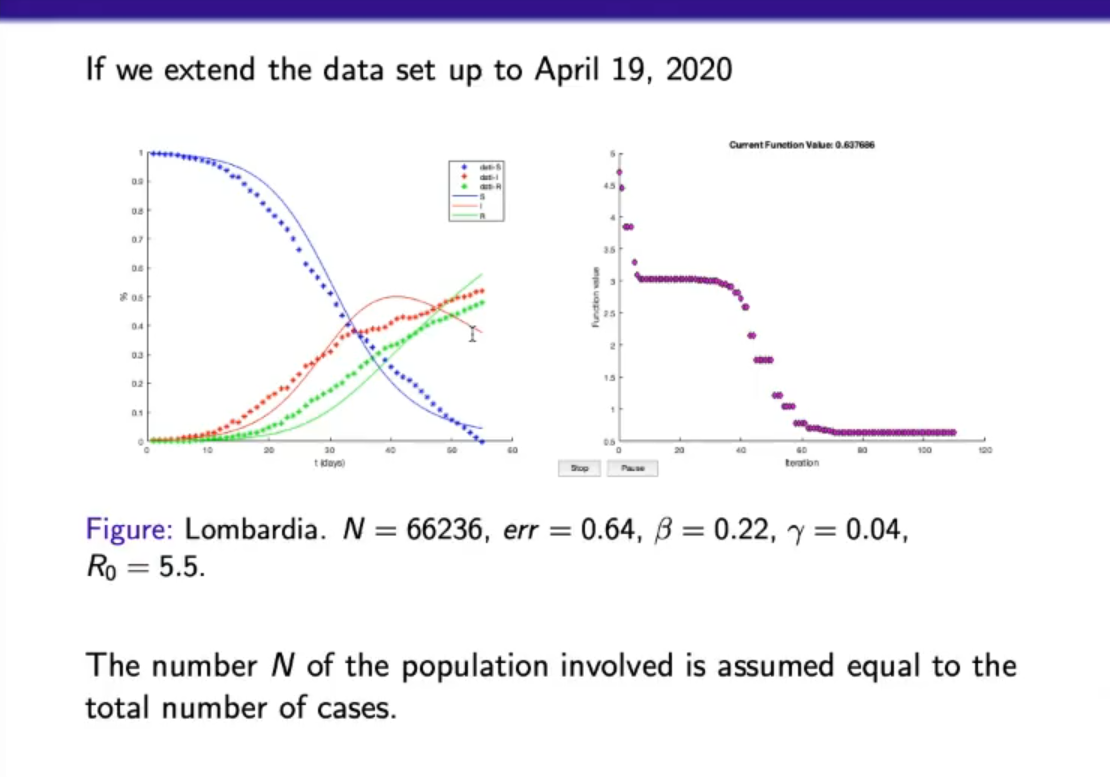 If we extend the data set up to April 19, 2020
Current Function Value: 0.637686
1
0.9
0.8
0.7
0.6
0.5
0.4
0.3
0.2
0.1
0
%
0
10
20
30
40
50
60
t (days)
dati-S
dati-I
dati-R
S
I
R
5
4.5
4
3.5
3
2.5
2
1.5
1
0.5
Function value
0
20
40
60
80
100
120
Iteration
Stop
Pause
Figure: Lombardia. N = 66236, err = 0.64, β = 0.22, γ = 0.04,
R₀ = 5.5.
The number N of the population involved is assumed equal to the
total number of cases.